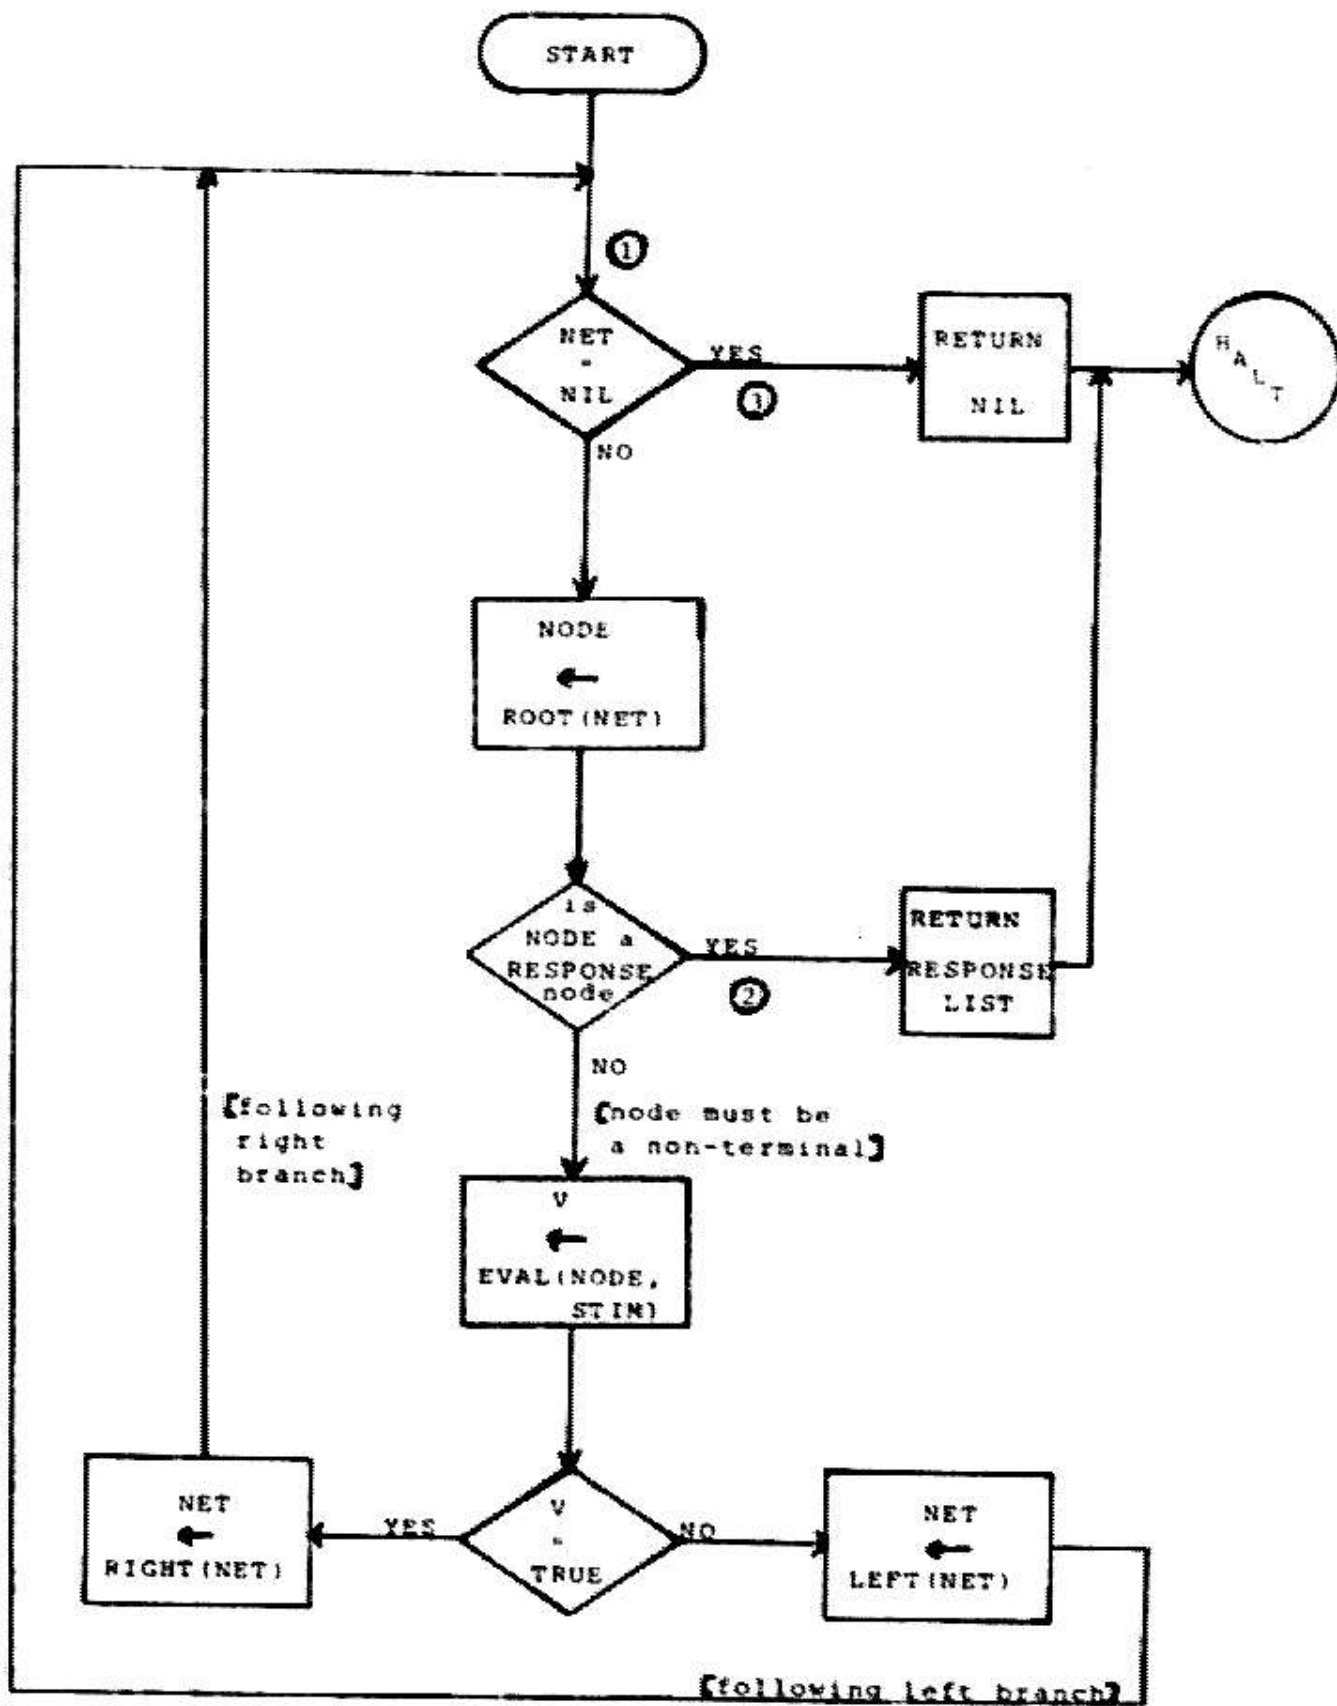 START
①
NET
=
NIL
YES
③
RETURN
NIL
HALT
NO
NODE
←
ROOT(NET)
is
NODE a
RESPONSE
node
YES
②
RETURN
RESPONSE
LIST
NO
[following
right
branch]
[node must be
a non-terminal]
V
←
EVAL(NODE,
STIM)
NET
←
RIGHT(NET)
YES
V
=
TRUE
NO
NET
←
LEFT(NET)
[following left branch]